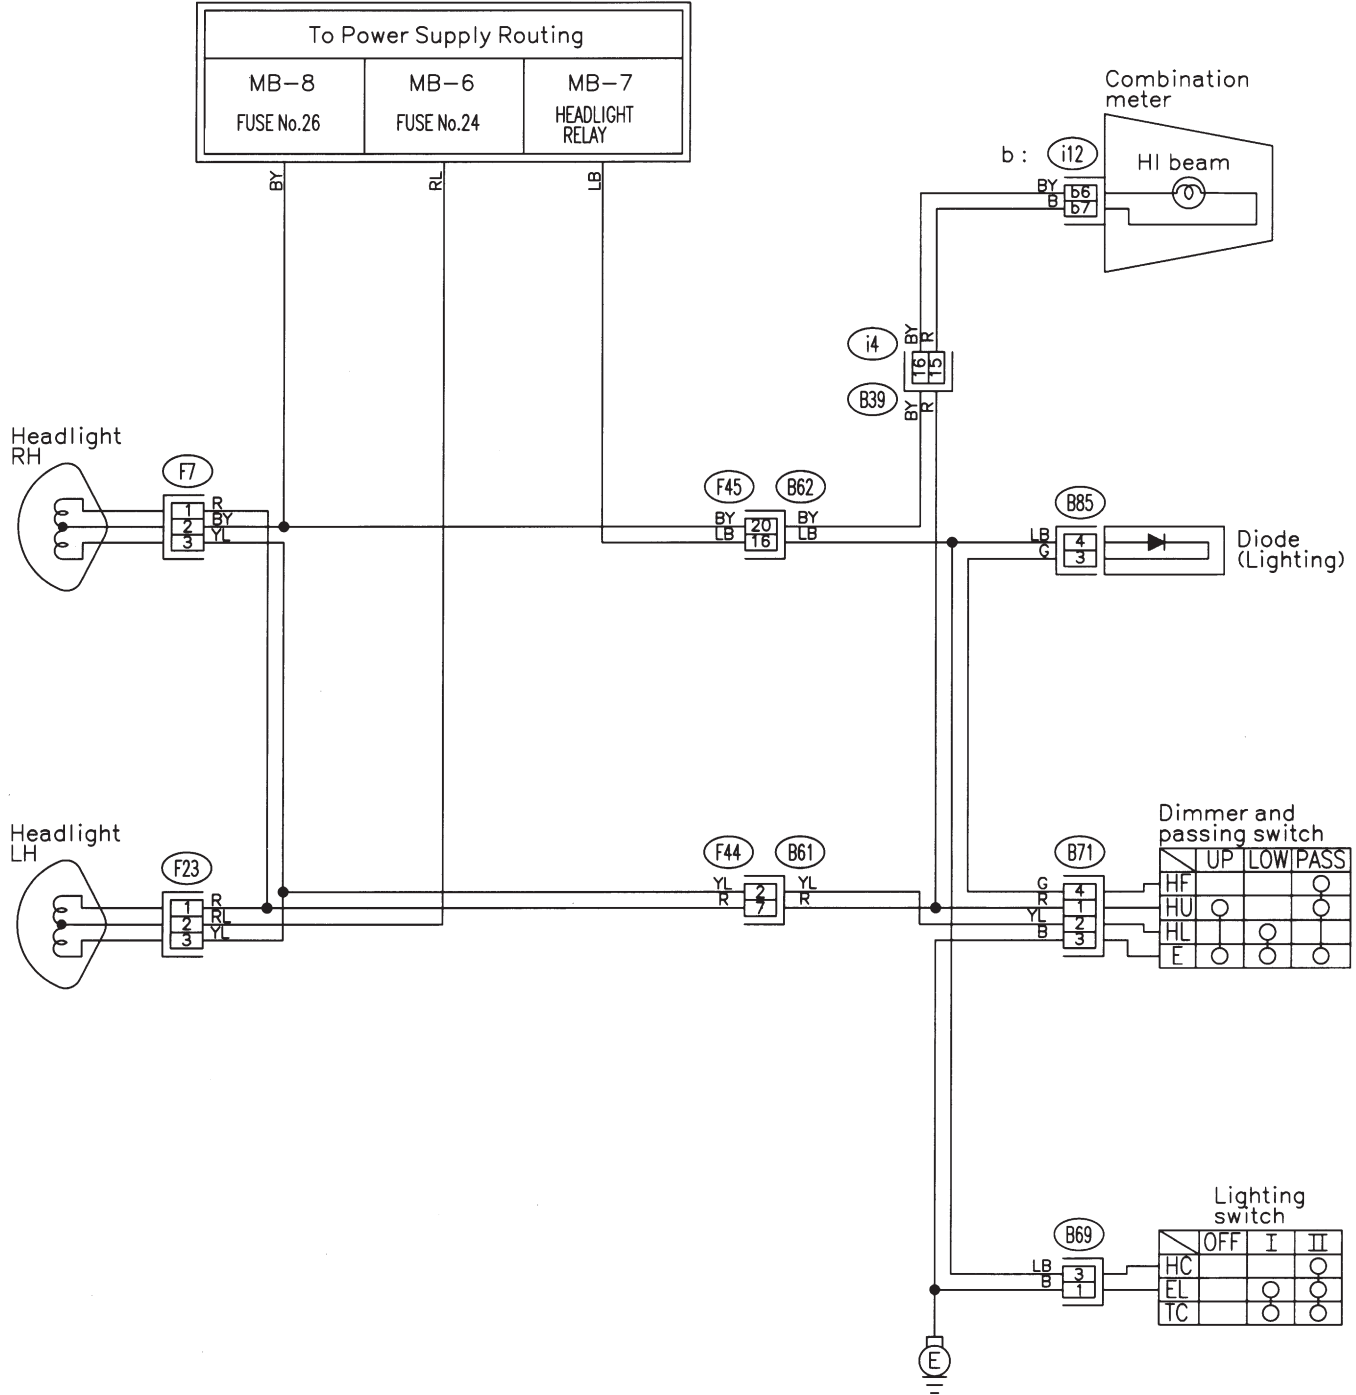 To Power Supply Routing
MB-8
MB-6
MB-7
FUSE No.26
FUSE No.24
HEADLIGHT
RELAY
BY
RL
LB
Combination
meter
b :
i12
HI beam
BY
B
b6
b7
i4
BY
R
16
15
B39
BY
R
Headlight
RH
F7
1
2
3
R
BY
YL
F45
B62
BY
LB
20
16
BY
LB
B85
LB
G
4
3
Diode
(Lighting)
Headlight
LH
F23
1
2
3
R
RL
YL
F44
B61
YL
R
2
7
YL
R
B71
G
R
YL
B
4
1
2
3
Dimmer and
passing switch
UP LOW PASS
HF
HU
HL
E
Lighting
switch
B69
LB
B
3
1
OFF I II
HC
EL
TC
E